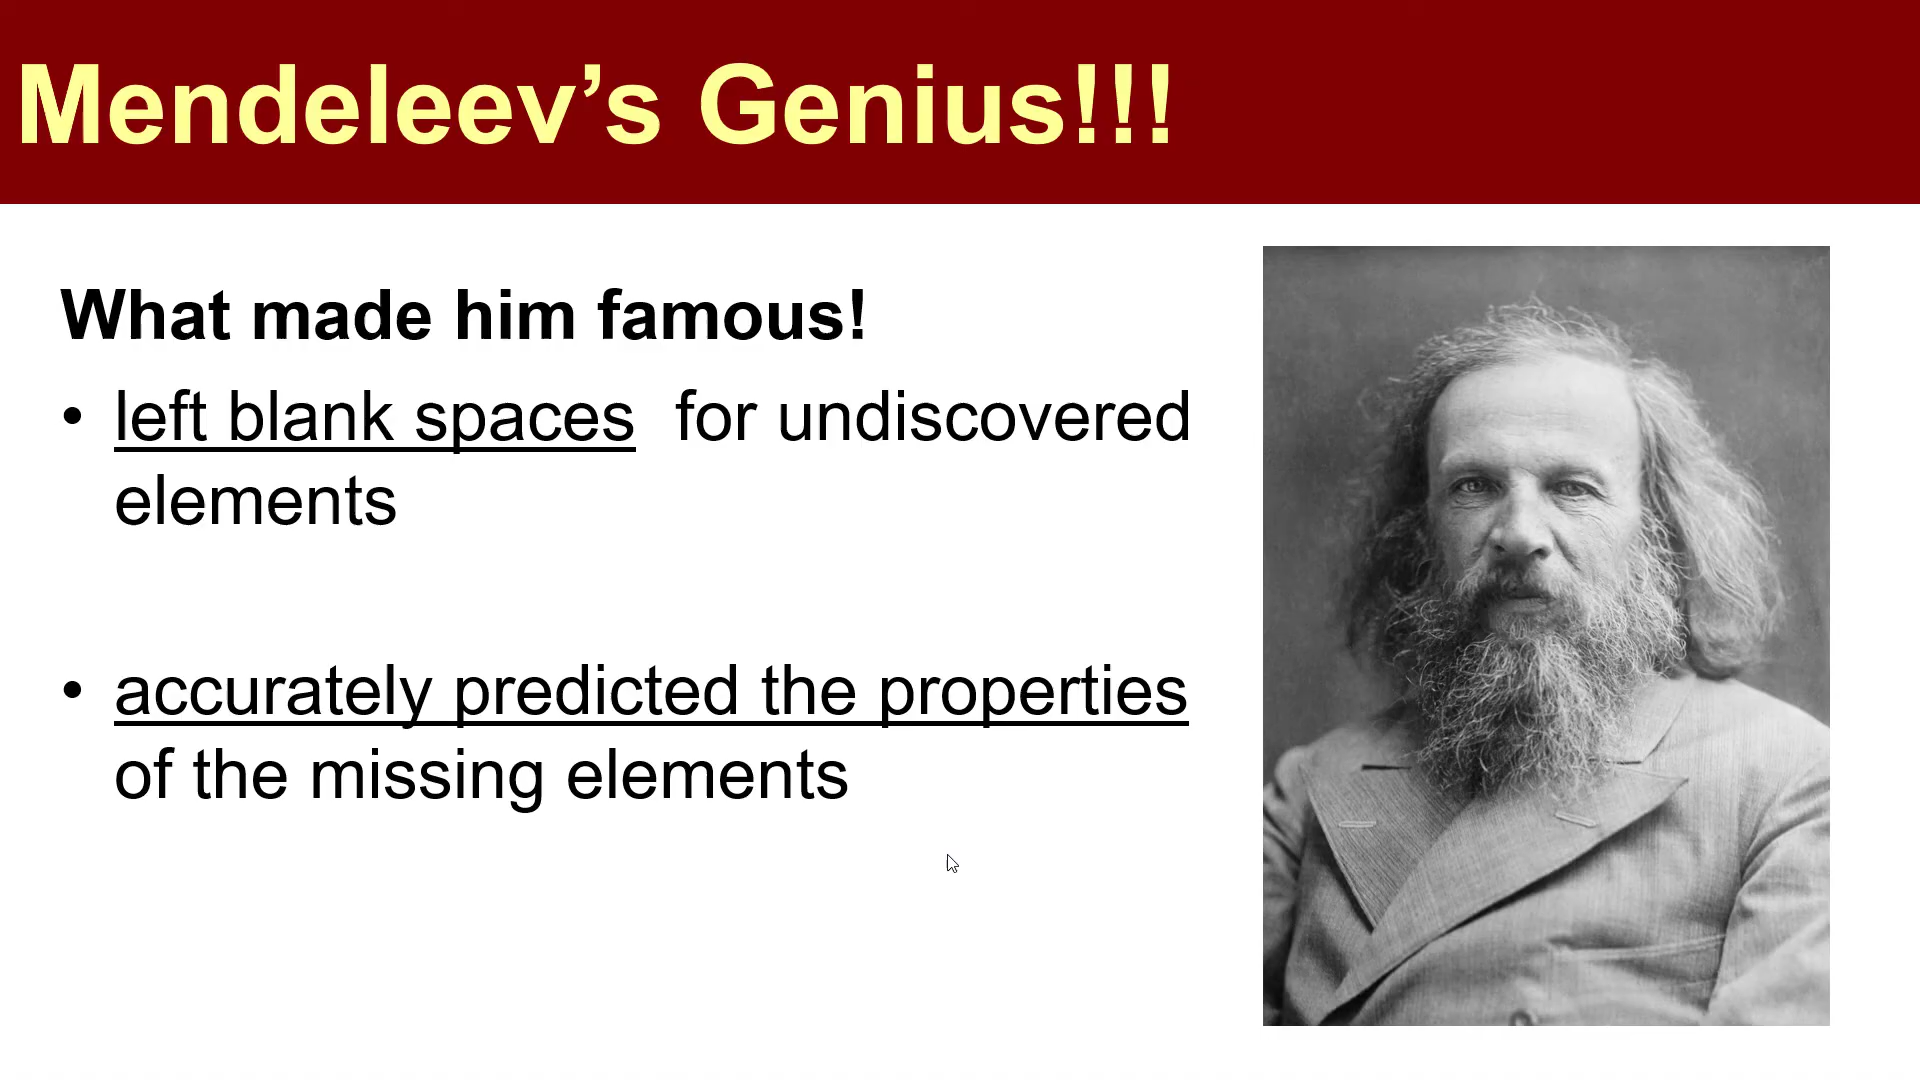 Mendeleev’s Genius!!!
What made him famous!
• left blank spaces for undiscovered
elements
• accurately predicted the properties
of the missing elements